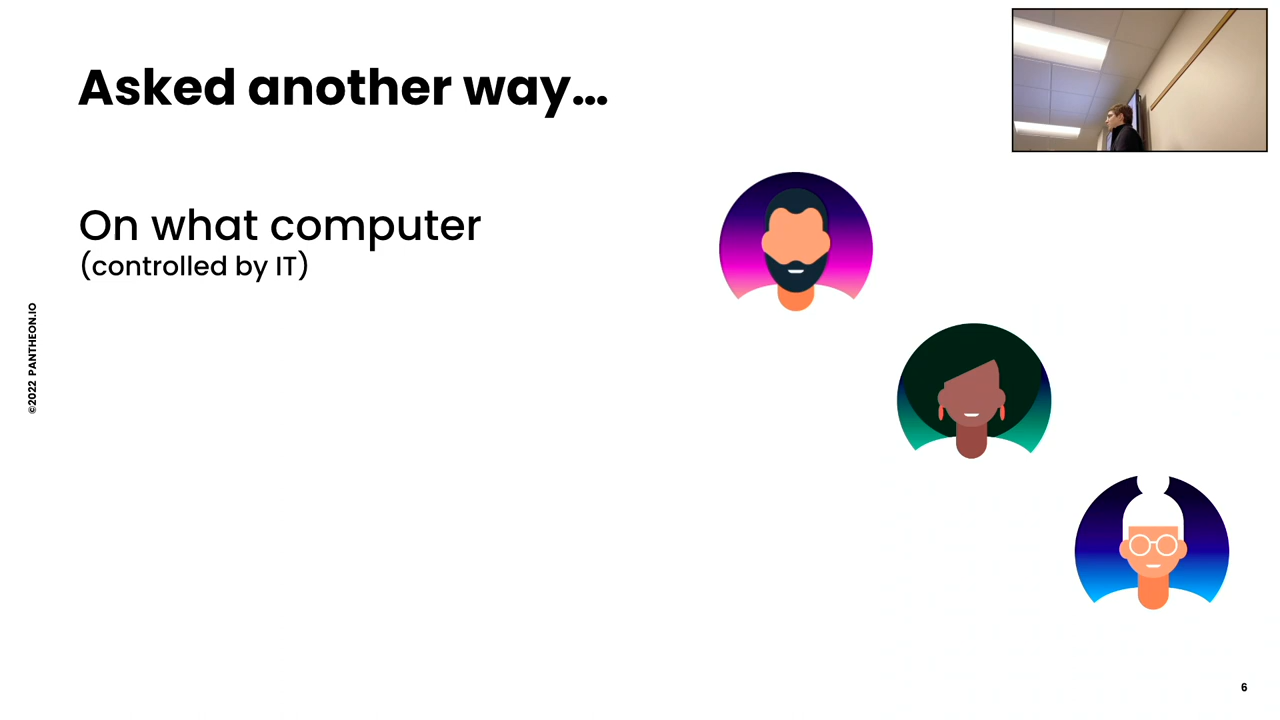 Asked another way...
On what computer
(controlled by IT)
©2022 PANTHEON.IO
6